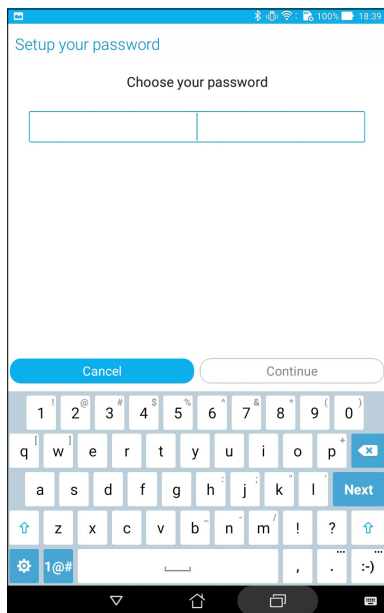 100% 18:39
Setup your password
Choose your password
Cancel Continue
! @ # $ % ^ & * ( )
1 2 3 4 5 6 7 8 9 0
[ ] +
q w e r t y u i o p
: ; " '
a s d f g h j k l Next
_ - /
z x c v b n m ! ?
1@# , . :-)